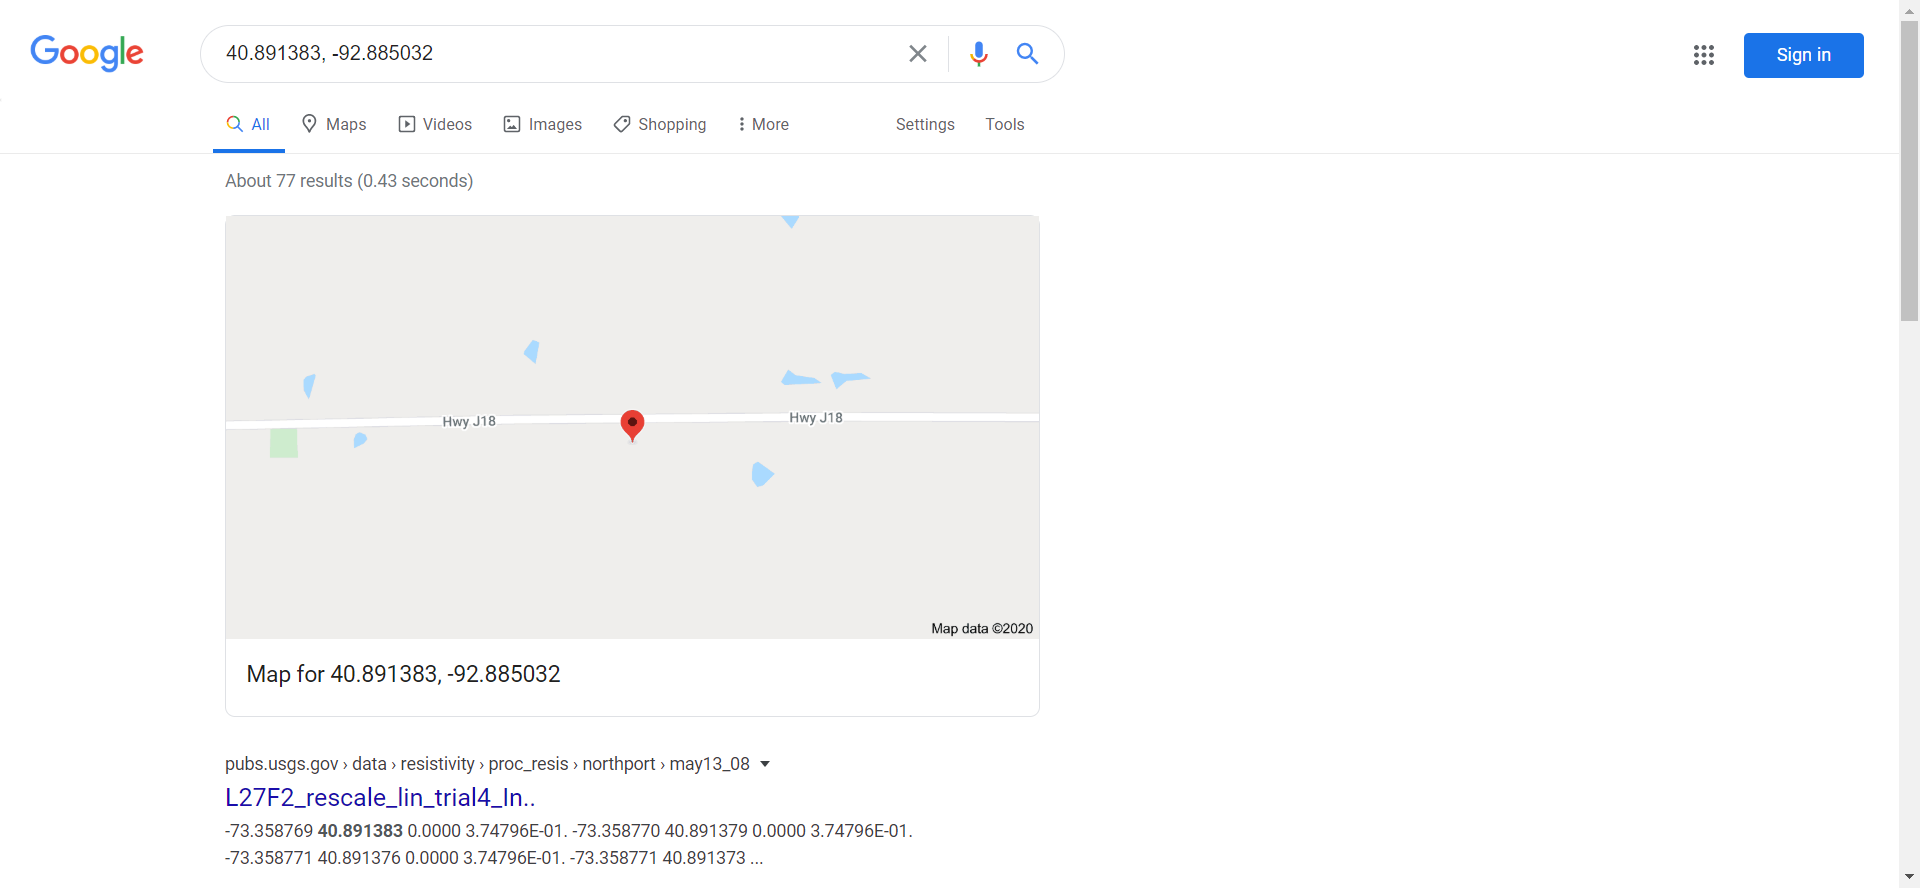 Google
40.891383, -92.885032
Sign in
All
Maps
Videos
Images
Shopping
More
Settings
Tools
About 77 results (0.43 seconds)
Hwy J18
Hwy J18
Map data ©2020
Map for 40.891383, -92.885032
pubs.usgs.gov › data › resistivity › proc_resis › northport › may13_08
L27F2_rescale_lin_trial4_In..
-73.358769 40.891383 0.0000 3.74796E-01. -73.358770 40.891379 0.0000 3.74796E-01.
-73.358771 40.891376 0.0000 3.74796E-01. -73.358771 40.891373 ...